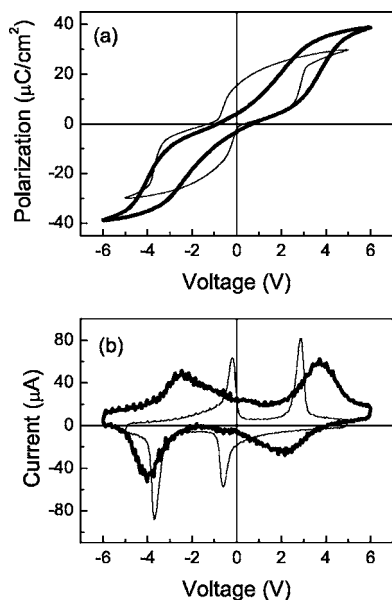 (a)
Polarization (μC/cm²)
40
20
0
-20
-40
-6 -4 -2 0 2 4 6
Voltage (V)
(b)
Current (μA)
80
40
0
-40
-80
-6 -4 -2 0 2 4 6
Voltage (V)